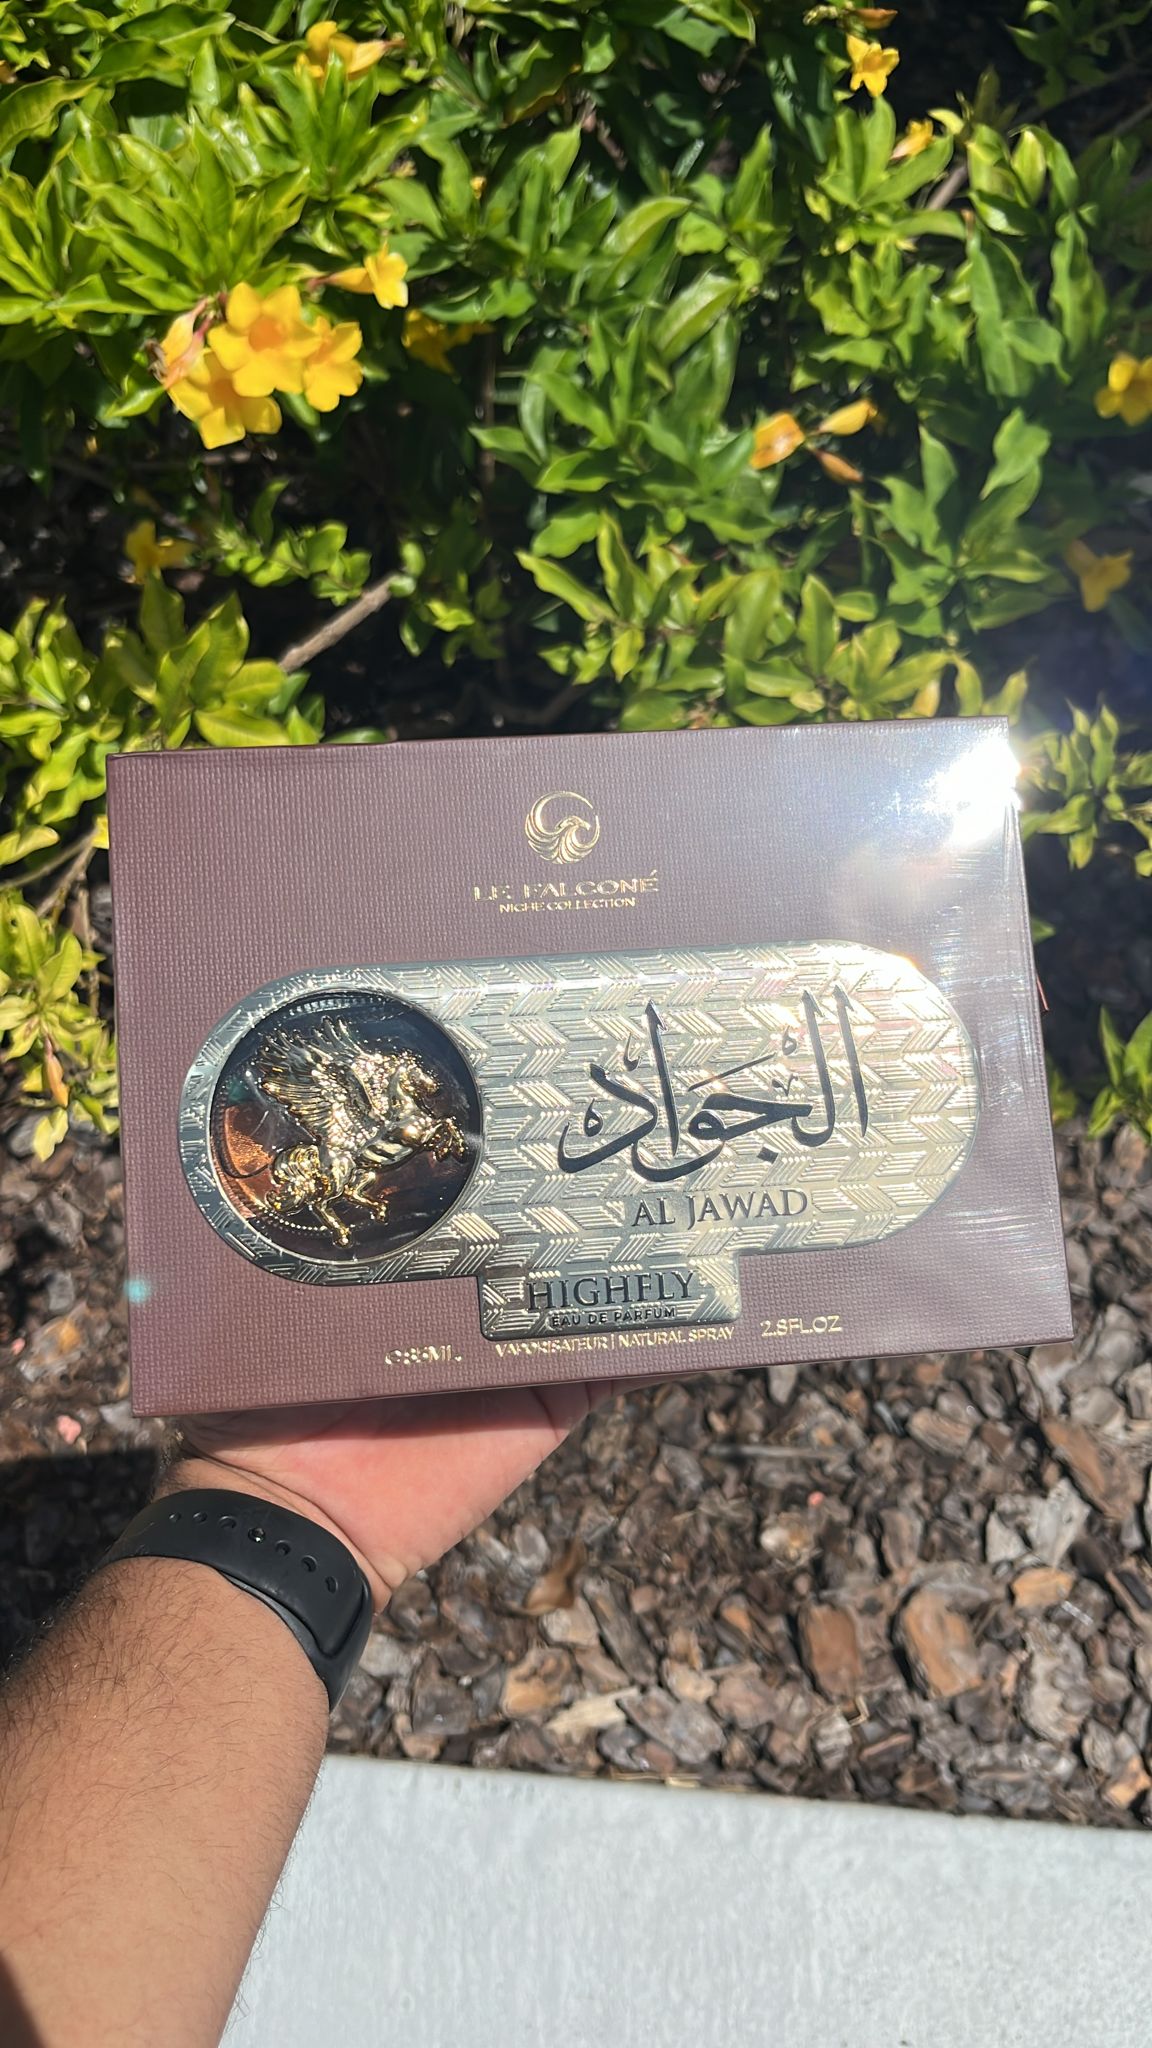 LE FALCONÉ
NICHE COLLECTION
الجواد
AL JAWAD
HIGHFLY
EAU DE PARFUM
℮85ML. VAPORISATEUR | NATURAL SPRAY 2.8FL.OZ